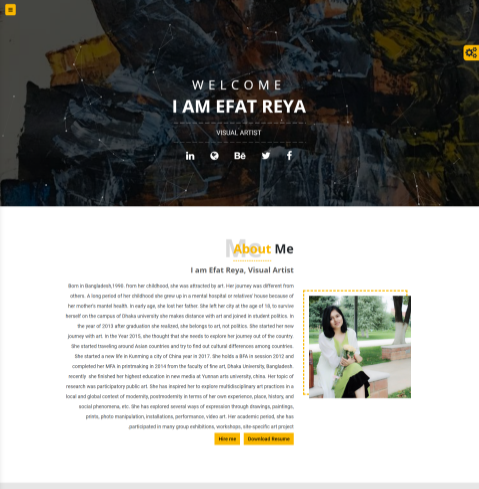 WELCOME
I AM EFAT REYA
VISUAL ARTIST
Me
About Me
I am Efat Reya, Visual Artist
Born in Bangladesh,1990. from her childhood, she was attracted by art. Her journey was different from
others. A long period of her childhood she grew up in a mental hospital or relatives' house because of
her mother's mantel health. In early age, she lost her father. She left her city at the age of 18, to survive
herself on the campus of Dhaka university she makes distance with art and joined in student politics. In
the year of 2013 after graduation she realized, she belongs to art, not politics. She started her new
journey with art. In the Year 2015, she thought that she needs to explore her journey out of the country.
She started traveling around Asian countries and try to find out cultural differences among countries.
She started a new life in Kunming a city of China year in 2017. She holds a BFA in session 2012 and
completed her MFA in printmaking in 2014 from the faculty of fine art, Dhaka University, Bangladesh.
recently she finished her highest education in new media at Yunnan arts university, china. Her topic of
research was participatory public art. She has inspired her to explore multidisciplinary art practices in a
local and global context of modernity, postmodernity in terms of her own experience, place, history, and
social phenomena, etc. She has explored several ways of expression through drawings, paintings,
prints, photo manipulation, installations, performance, video art. Her academic period, she has
participated in many group exhibitions, workshops, site-specific art project
Hire me
Download Resume